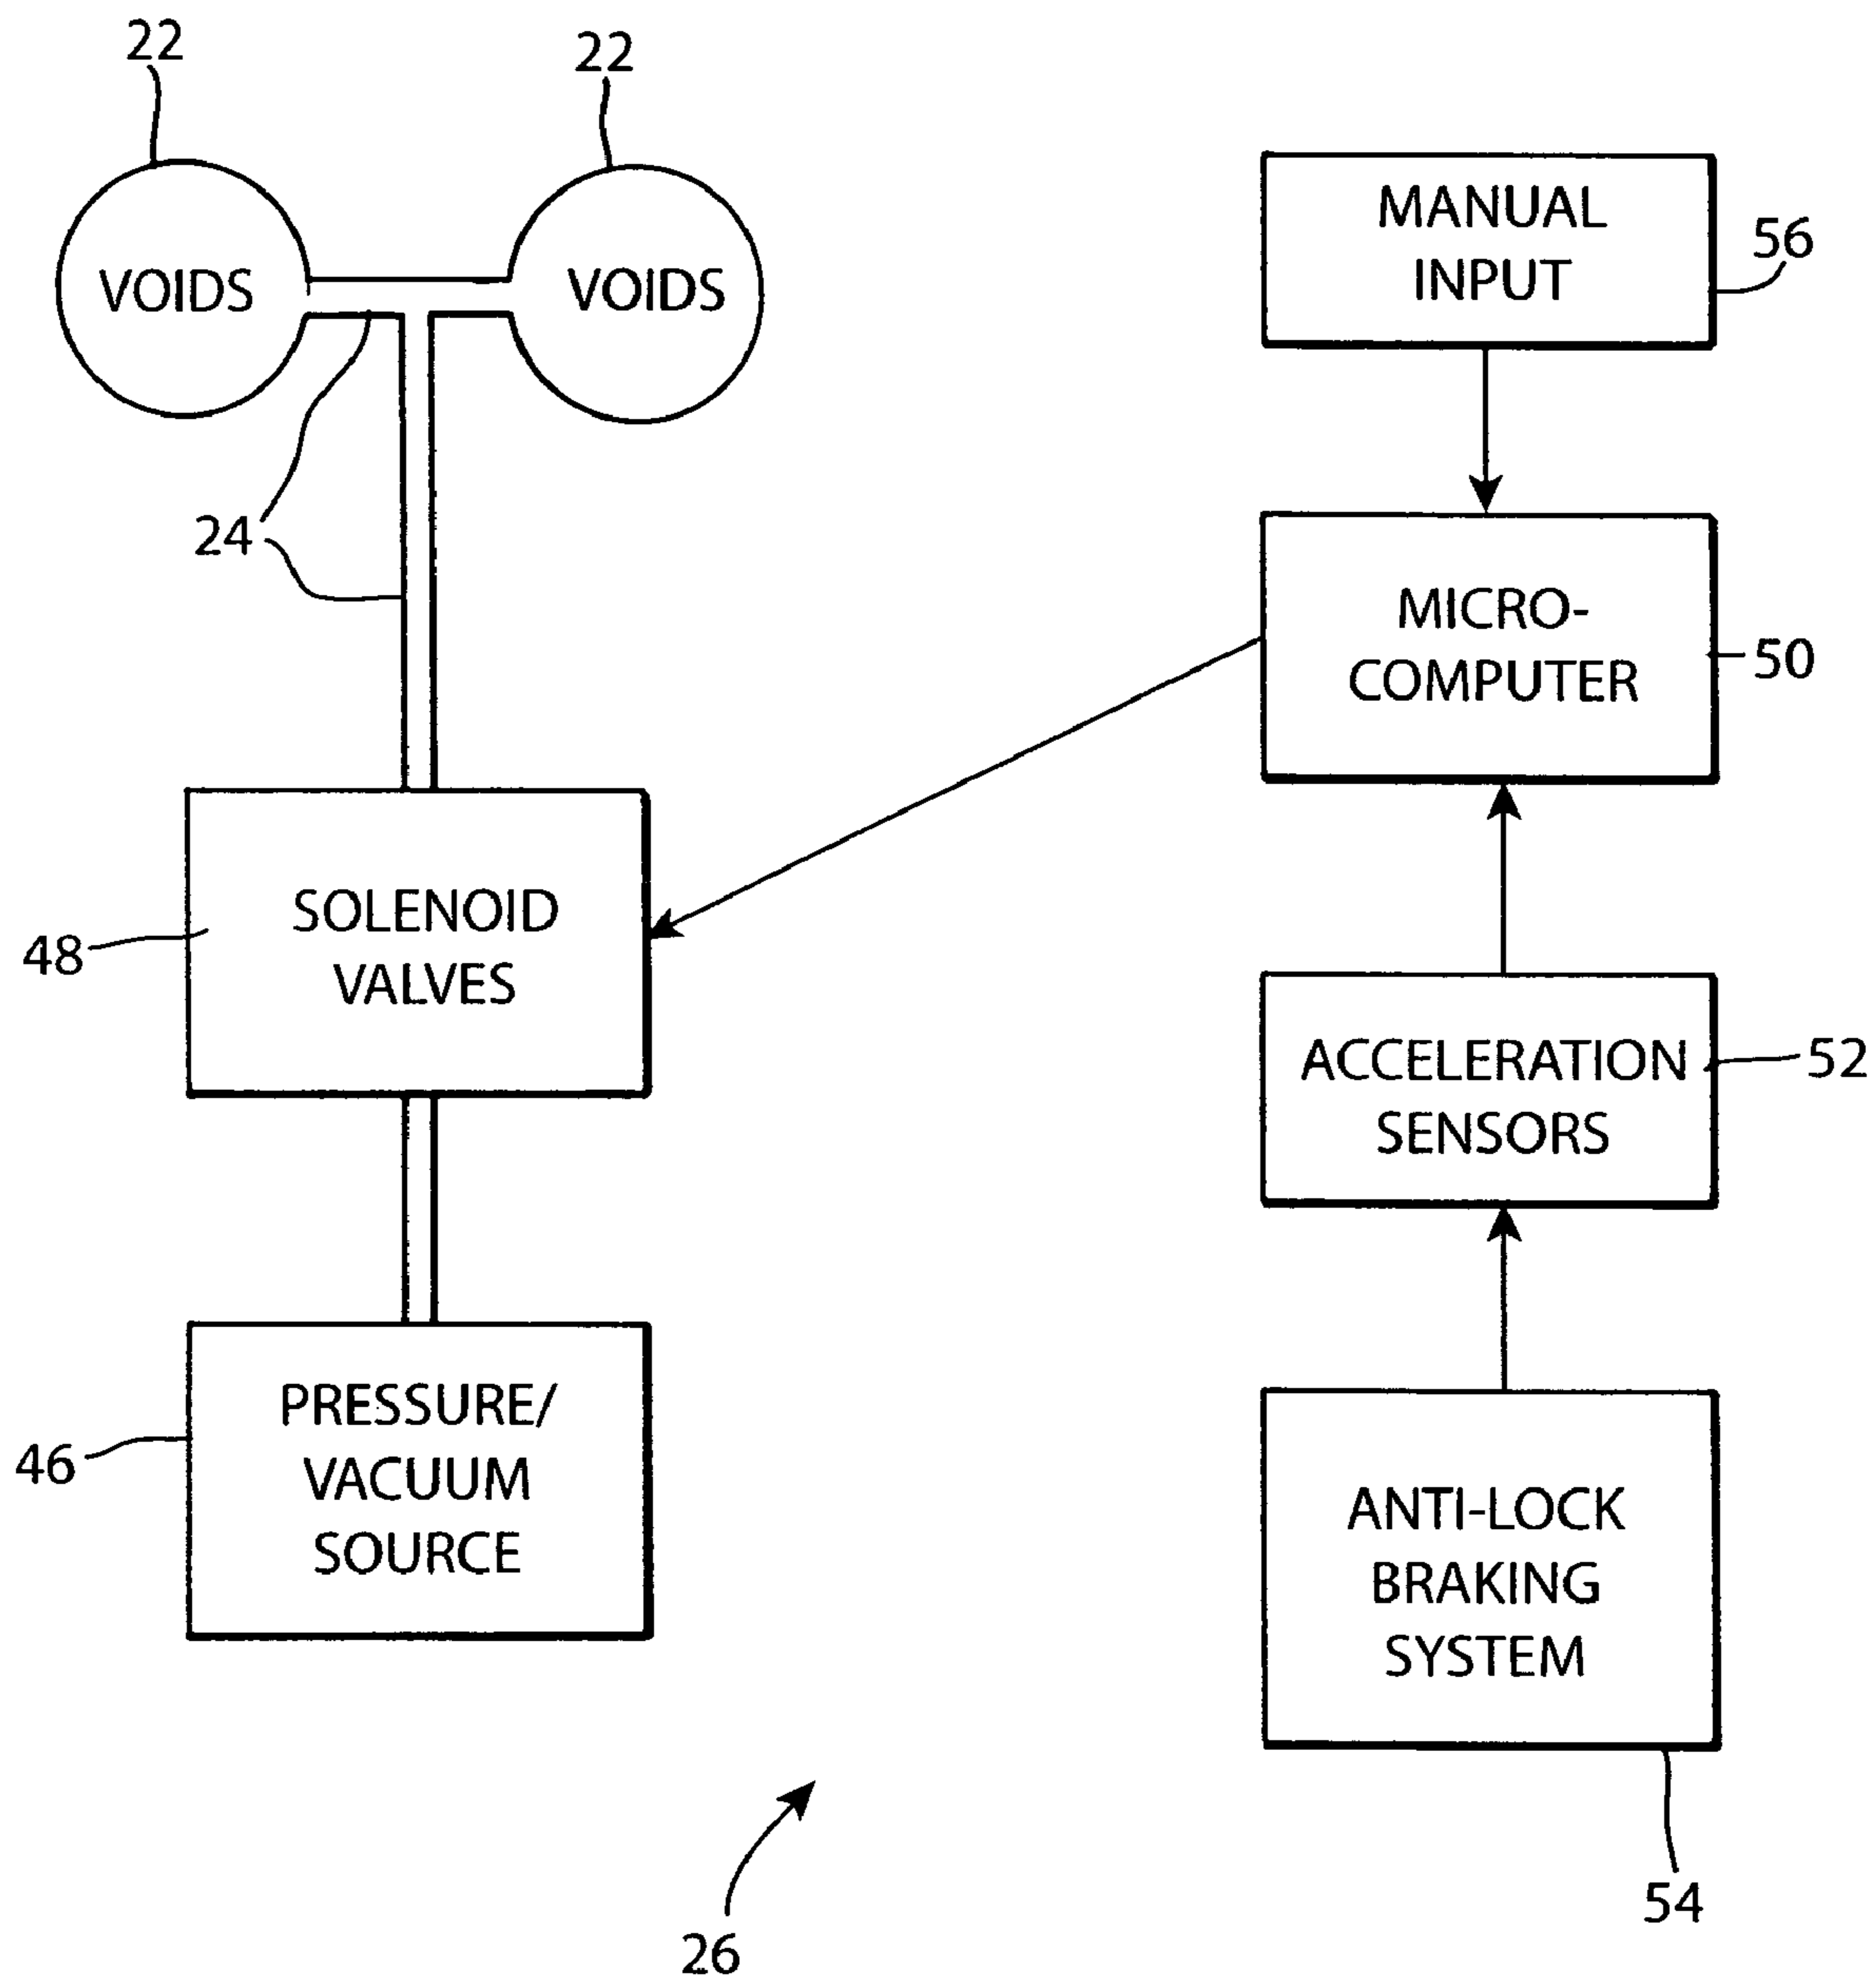 22
22
VOIDS
VOIDS
24
MANUAL
INPUT
56
MICRO-
COMPUTER
50
SOLENOID
VALVES
48
ACCELERATION
SENSORS
52
PRESSURE/
VACUUM
SOURCE
46
ANTI-LOCK
BRAKING
SYSTEM
54
26